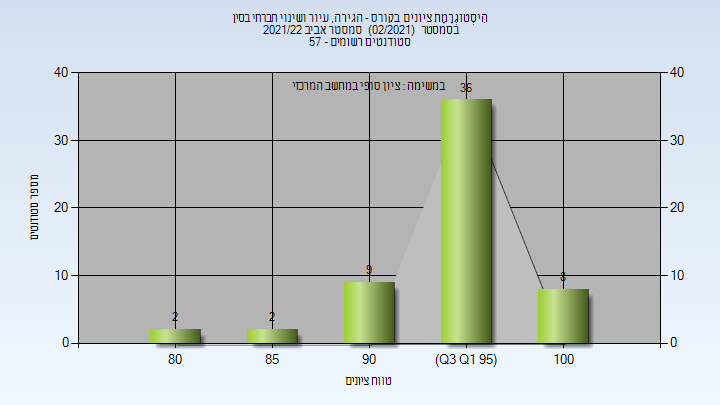 הִיסְטוֹגְרָמַת ציונים בקורס - הגירה, עיור ושינוי חברתי בסין
בסמסטר (02/2021) סמסטר אביב 2021/22
סטודנטים רשומים - 57
במשימה : ציון סופי במחשב המרכזי
40
30
20
10
0
40
30
20
10
0
מספר סטודנטים
2
2
9
36
8
80
85
90
(Q3 Q1 95)
100
טווח ציונים